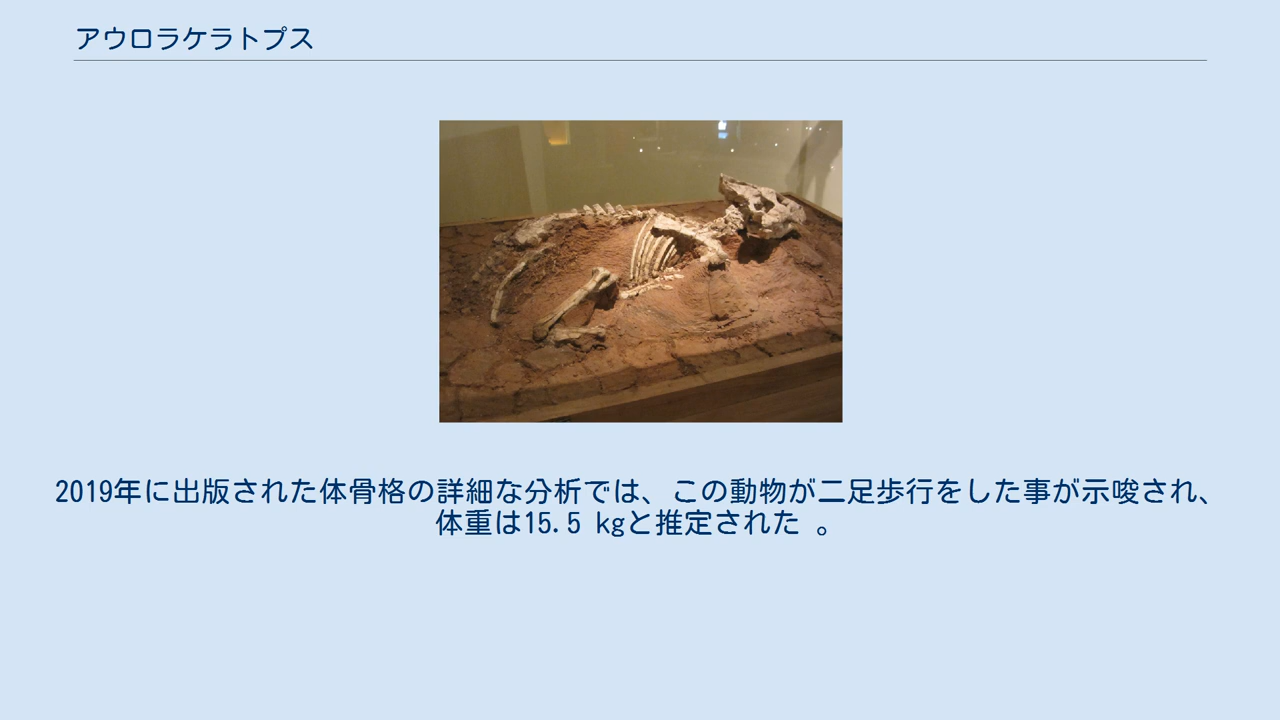 アウロラケラトプス
2019年に出版された体骨格の詳細な分析では、この動物が二足歩行をした事が示唆され、
体重は15.5 kgと推定された 。